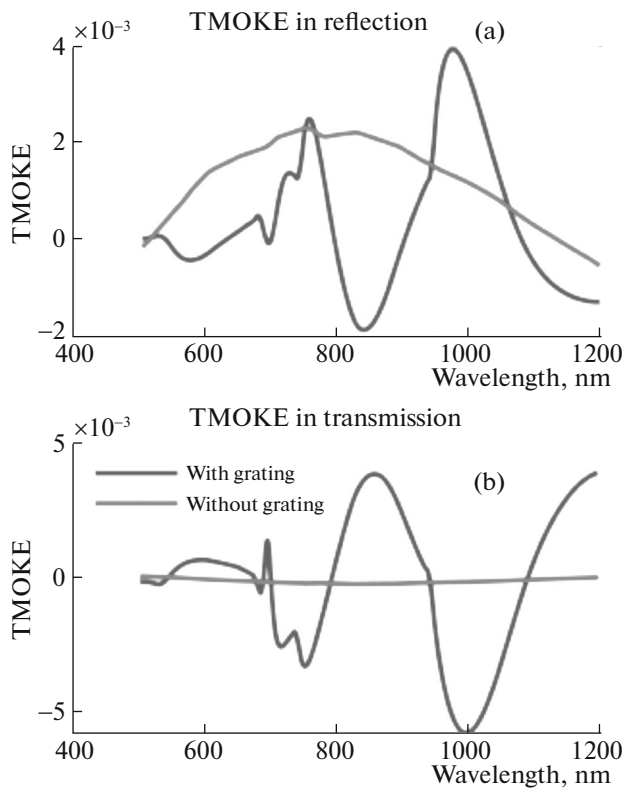 TMOKE in reflection
×10⁻³
(a)
4
2
0
−2
TMOKE
400 600 800 1000 1200
Wavelength, nm
TMOKE in transmission
×10⁻³
5
With grating
(b)
Without grating
0
−5
TMOKE
400 600 800 1000 1200
Wavelength, nm